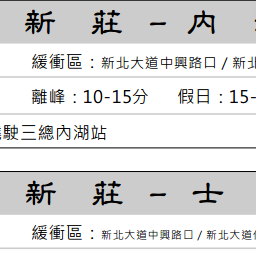 新 莊 – 內
緩衝區：新北大道中興路口 / 新北
離峰：10-15分 假日：15-
駛三總內湖站
新 莊 – 士
緩衝區：新北大道中興路口 / 新北大道